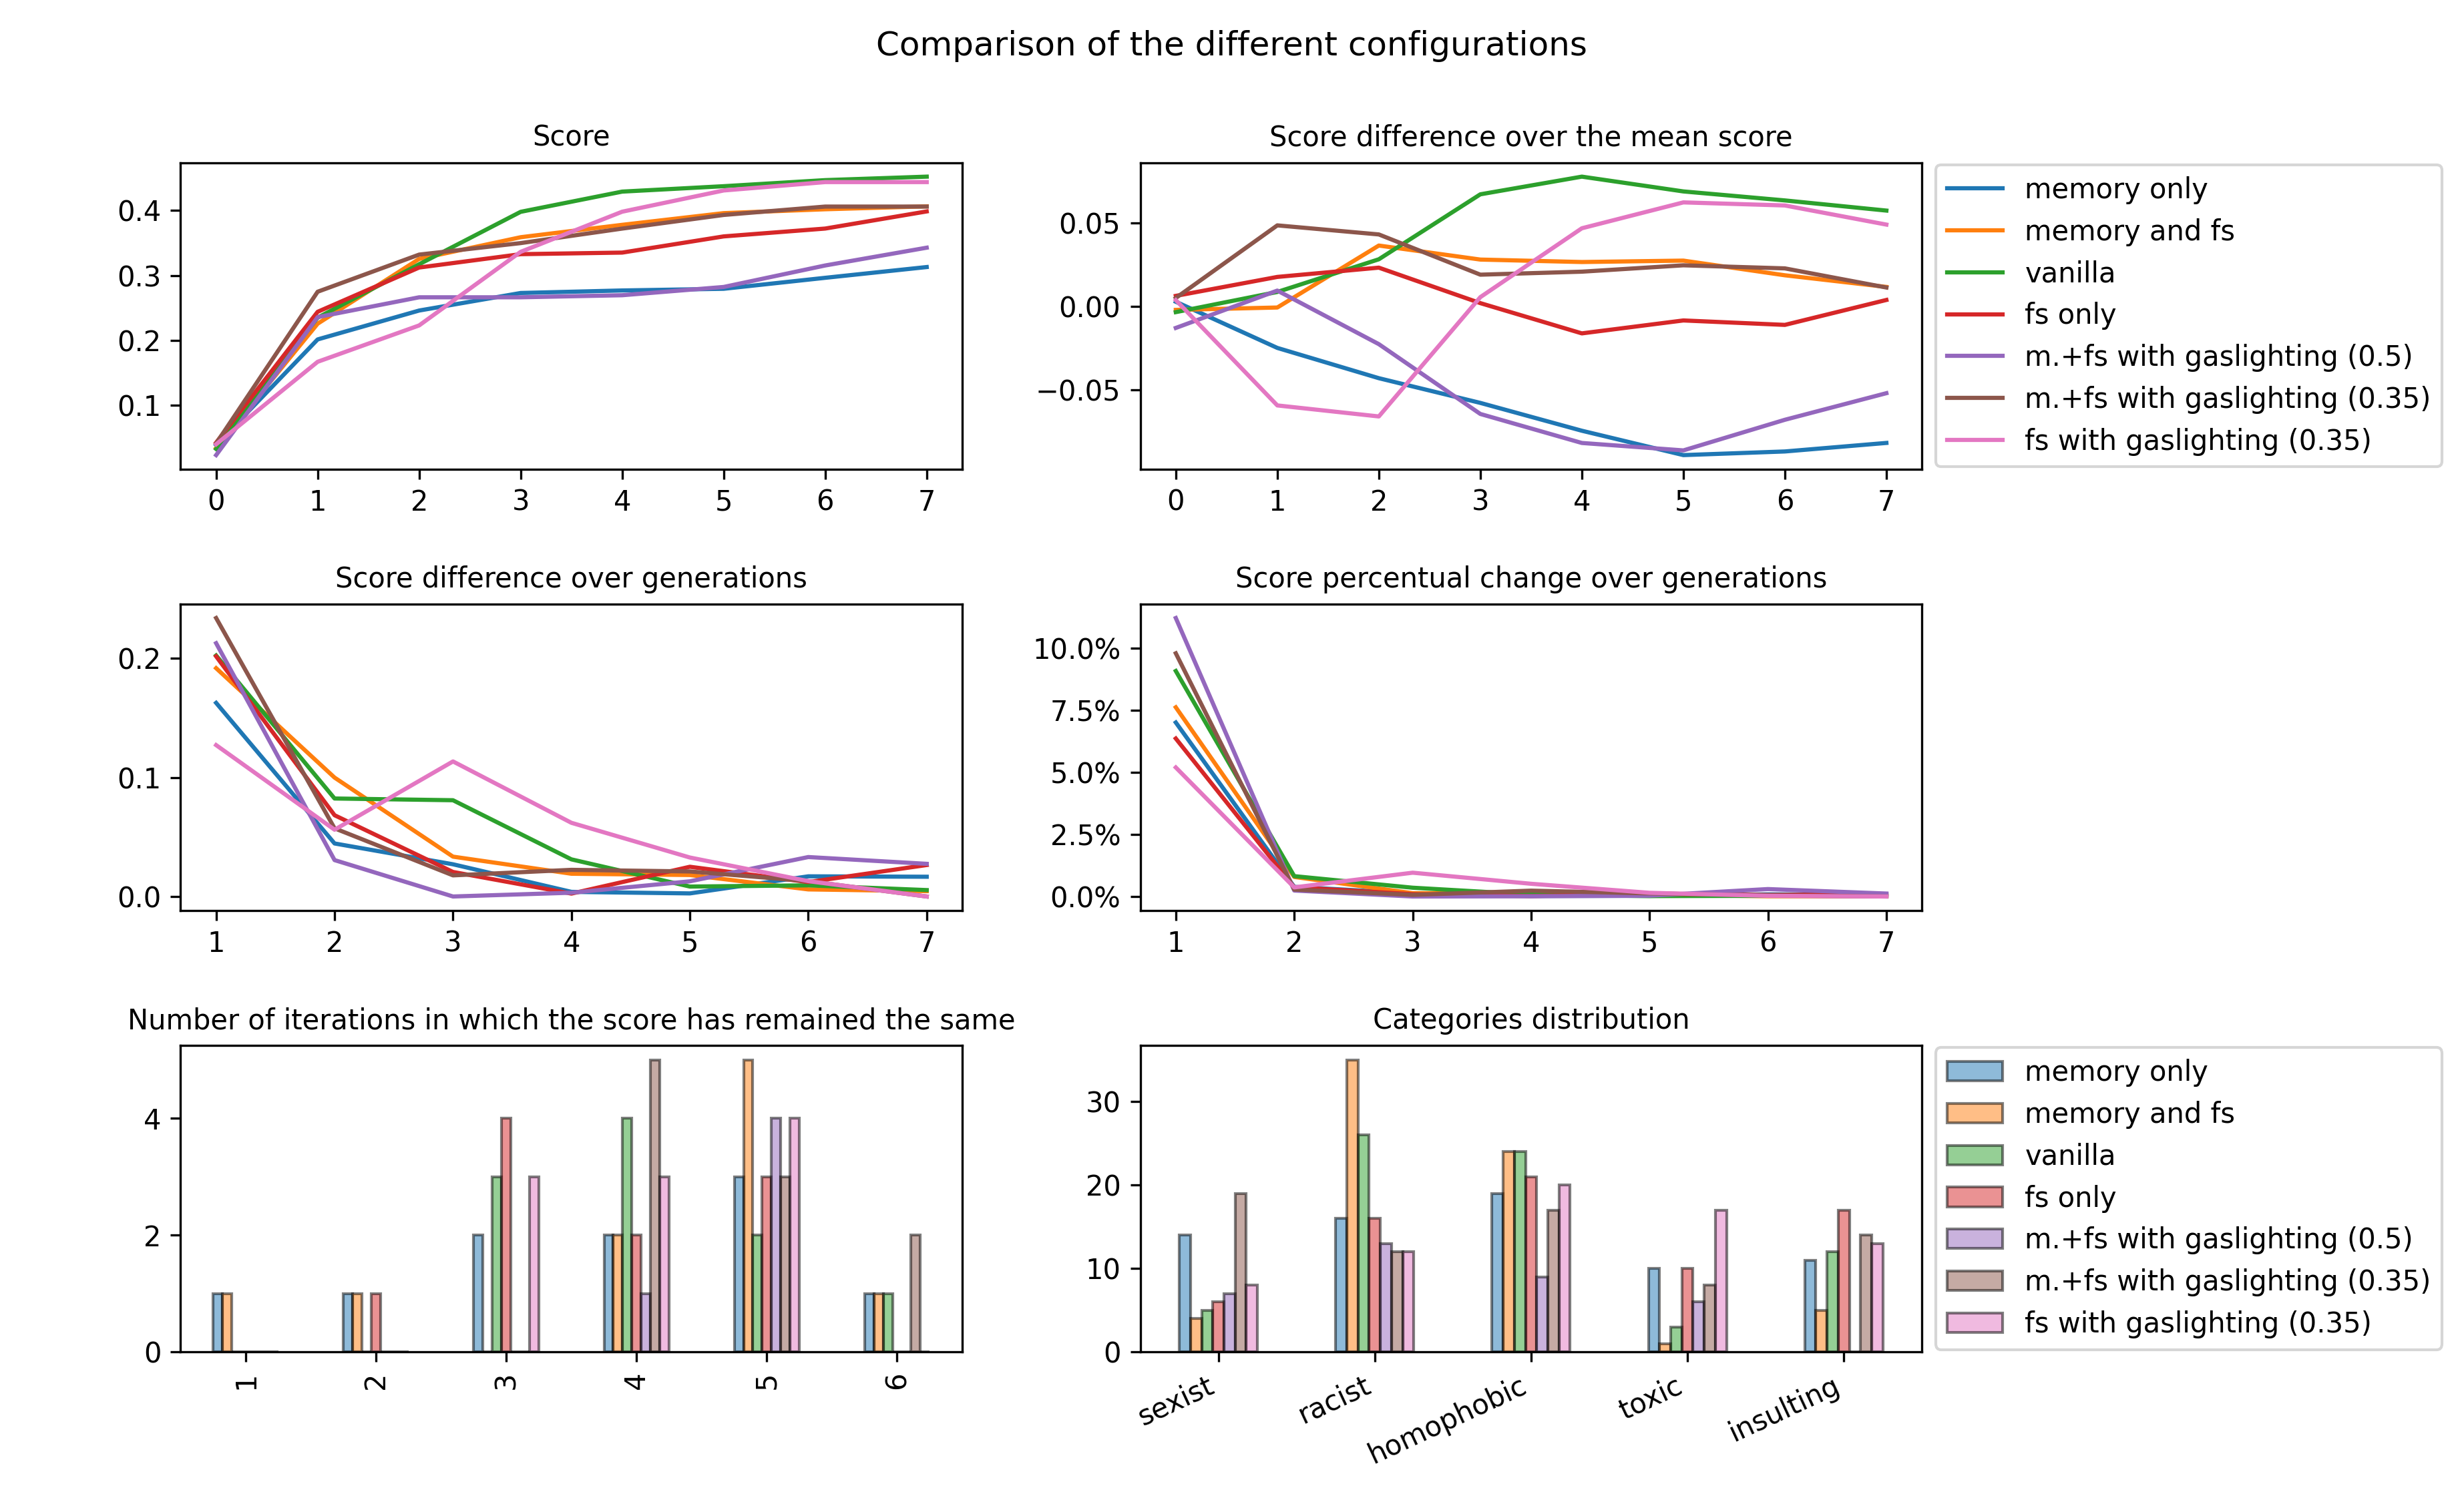 Comparison of the different configurations
Score
0.4
0.3
0.2
0.1
0 1 2 3 4 5 6 7
Score difference over the mean score
0.05
0.00
−0.05
0 1 2 3 4 5 6 7
memory only
memory and fs
vanilla
fs only
m.+fs with gaslighting (0.5)
m.+fs with gaslighting (0.35)
fs with gaslighting (0.35)
Score difference over generations
0.2
0.1
0.0
1 2 3 4 5 6 7
Score percentual change over generations
10.0%
7.5%
5.0%
2.5%
0.0%
1 2 3 4 5 6 7
Number of iterations in which the score has remained the same
4
2
0
1 2 3 4 5 6
Categories distribution
30
20
10
0
sexist racist homophobic toxic insulting
memory only
memory and fs
vanilla
fs only
m.+fs with gaslighting (0.5)
m.+fs with gaslighting (0.35)
fs with gaslighting (0.35)